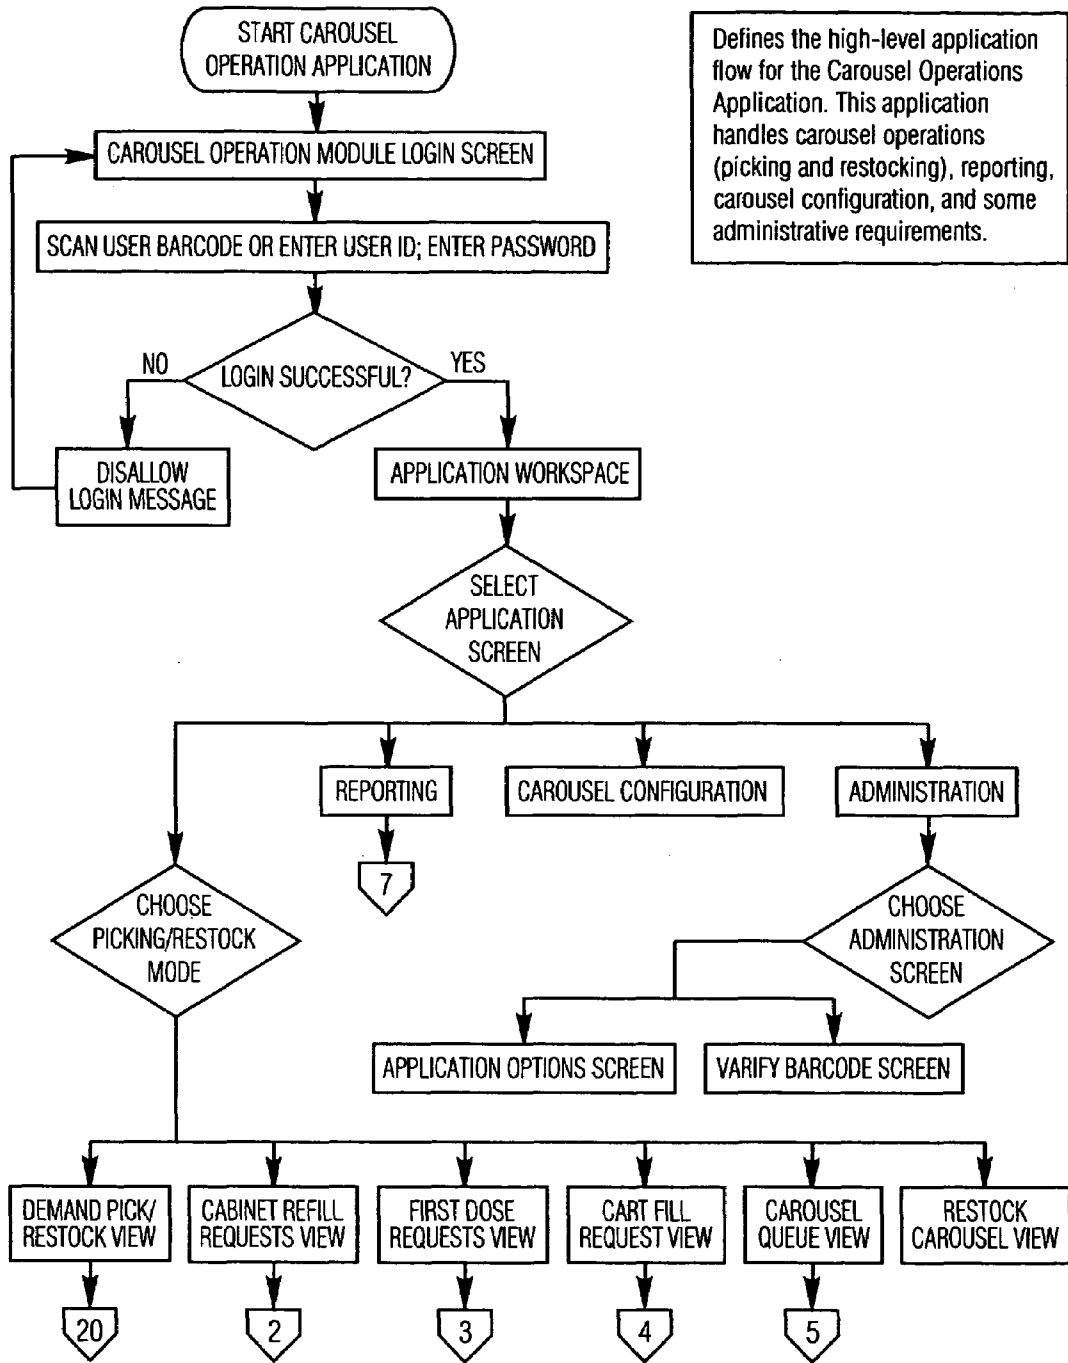 START CAROUSEL
OPERATION APPLICATION
Defines the high-level application
flow for the Carousel Operations
Application. This application
handles carousel operations
(picking and restocking), reporting,
carousel configuration, and some
administrative requirements.
CAROUSEL OPERATION MODULE LOGIN SCREEN
SCAN USER BARCODE OR ENTER USER ID; ENTER PASSWORD
LOGIN SUCCESSFUL?
NO
YES
DISALLOW
LOGIN MESSAGE
APPLICATION WORKSPACE
SELECT
APPLICATION
SCREEN
REPORTING
CAROUSEL CONFIGURATION
ADMINISTRATION
7
CHOOSE
PICKING/RESTOCK
MODE
CHOOSE
ADMINISTRATION
SCREEN
APPLICATION OPTIONS SCREEN
VARIFY BARCODE SCREEN
DEMAND PICK/
RESTOCK VIEW
CABINET REFILL
REQUESTS VIEW
FIRST DOSE
REQUESTS VIEW
CART FILL
REQUEST VIEW
CAROUSEL
QUEUE VIEW
RESTOCK
CAROUSEL VIEW
20
2
3
4
5